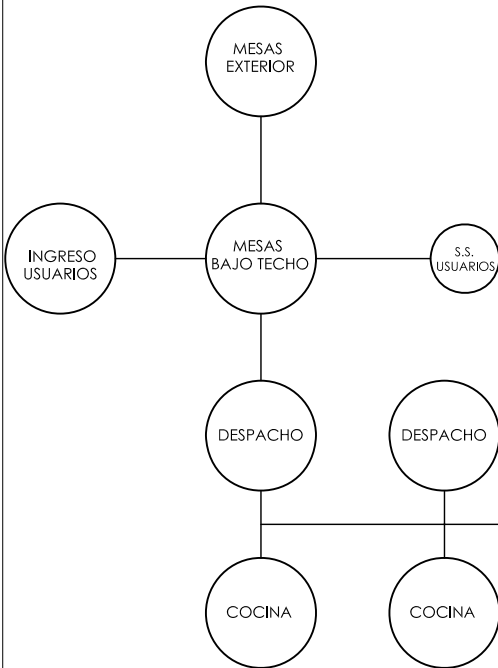 MESAS
EXTERIOR
INGRESO
USUARIOS
MESAS
BAJO TECHO
S.S.
USUARIOS
DESPACHO
DESPACHO
COCINA
COCINA